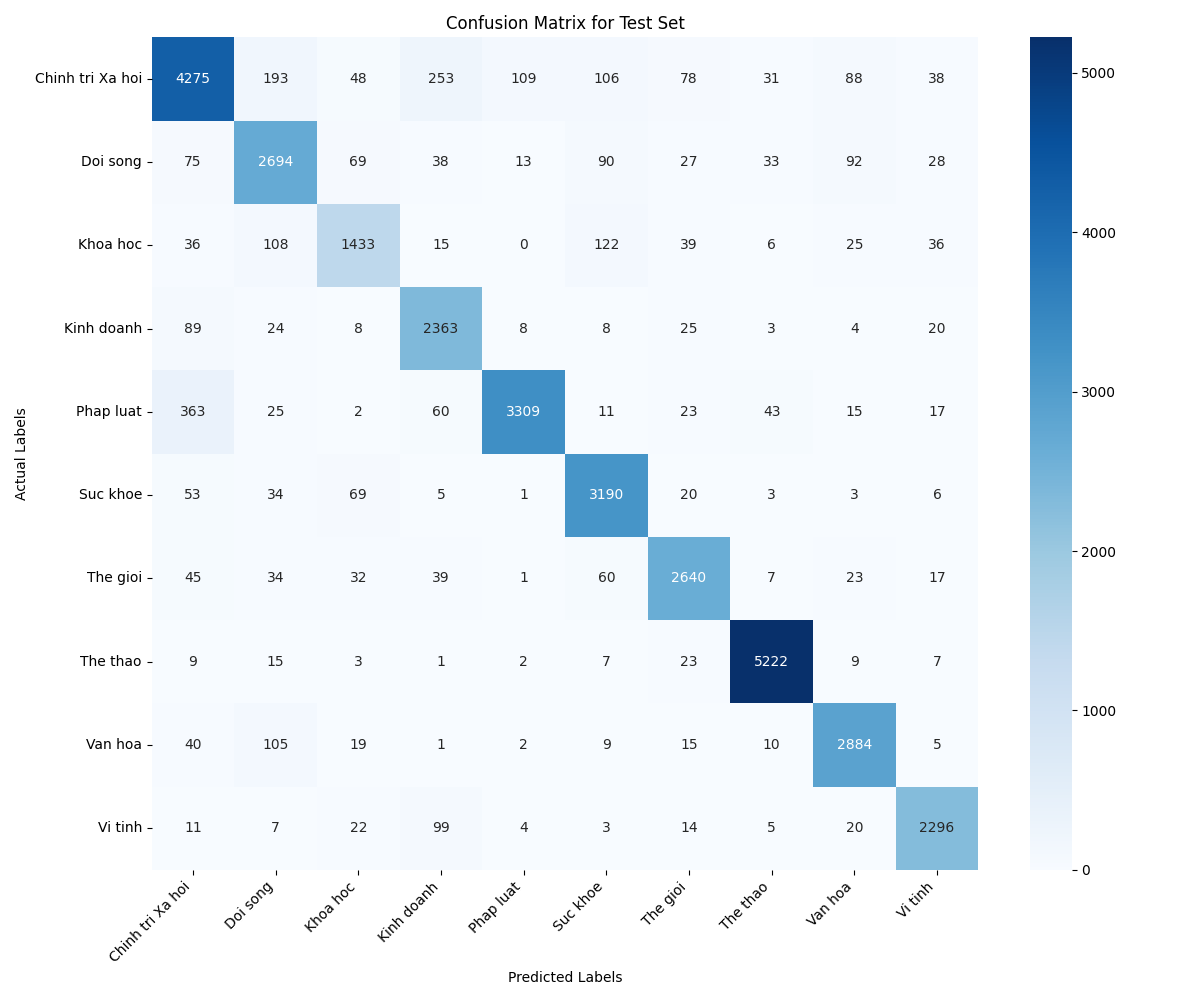 Confusion Matrix for Test Set
Chinh tri Xa hoi 4275 193 48 253 109 106 78 31 88 38
Doi song 75 2694 69 38 13 90 27 33 92 28
Khoa hoc 36 108 1433 15 0 122 39 6 25 36
Kinh doanh 89 24 8 2363 8 8 25 3 4 20
Phap luat 363 25 2 60 3309 11 23 43 15 17
Suc khoe 53 34 69 5 1 3190 20 3 3 6
The gioi 45 34 32 39 1 60 2640 7 23 17
The thao 9 15 3 1 2 7 23 5222 9 7
Van hoa 40 105 19 1 2 9 15 10 2884 5
Vi tinh 11 7 22 99 4 3 14 5 20 2296
Chinh tri Xa hoi Doi song Khoa hoc Kinh doanh Phap luat Suc khoe The gioi The thao Van hoa Vi tinh
Predicted Labels
Actual Labels
5000
4000
3000
2000
1000
0